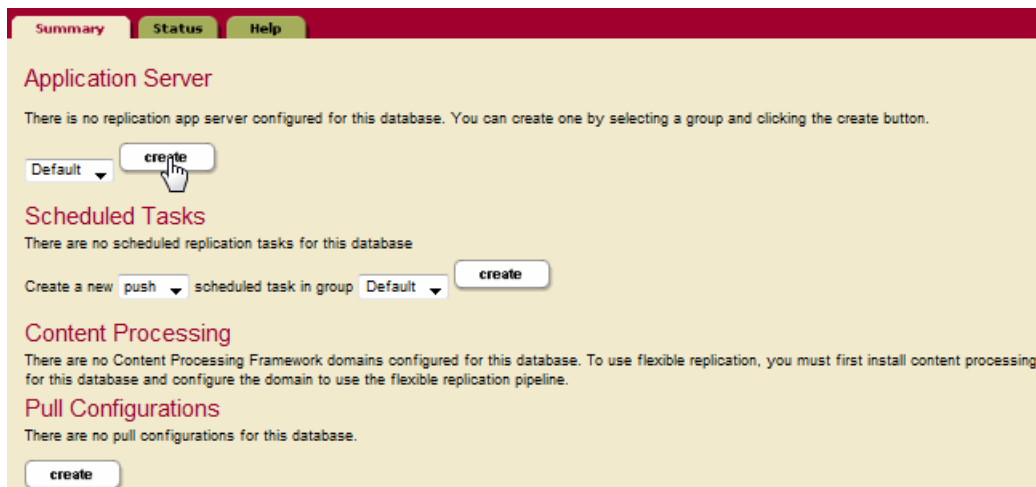 Summary Status Help
Application Server
There is no replication app server configured for this database. You can create one by selecting a group and clicking the create button.
Default create
Scheduled Tasks
There are no scheduled replication tasks for this database
Create a new push scheduled task in group Default create
Content Processing
There are no Content Processing Framework domains configured for this database. To use flexible replication, you must first install content processing
for this database and configure the domain to use the flexible replication pipeline.
Pull Configurations
There are no pull configurations for this database.
create